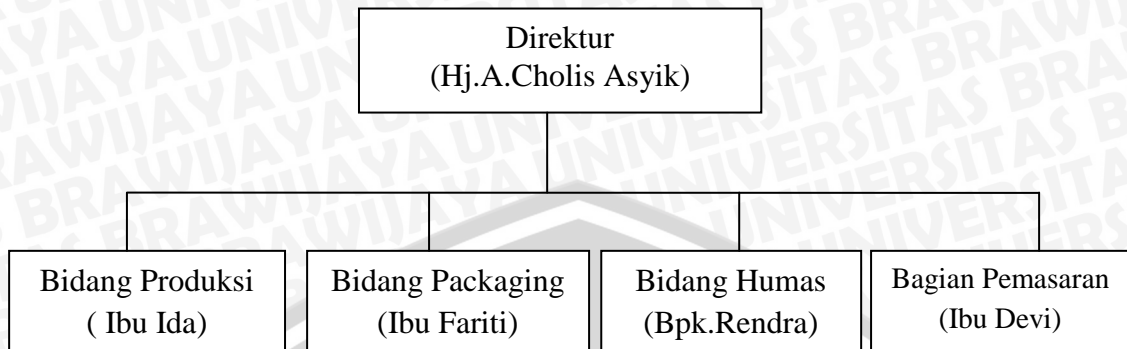 Direktur
(Hj.A.Cholis Asyik)
Bidang Produksi
( Ibu Ida)
Bidang Packaging
(Ibu Fariti)
Bidang Humas
(Bpk.Rendra)
Bagian Pemasaran
(Ibu Devi)